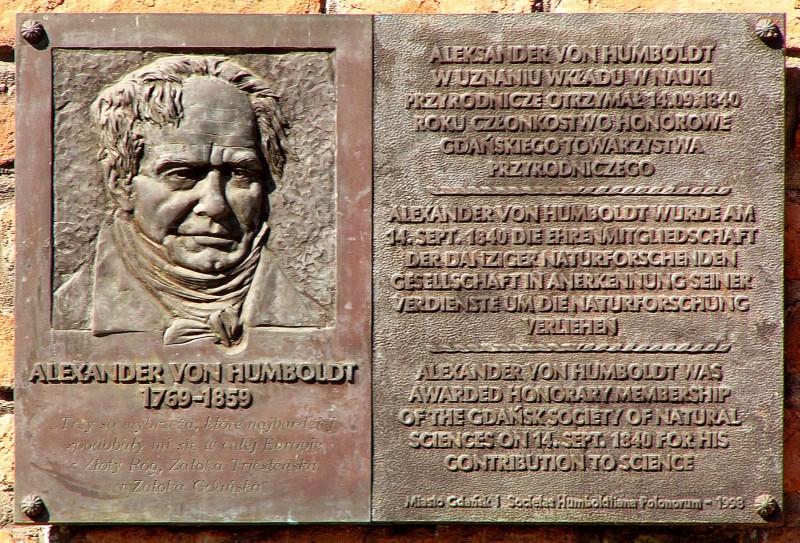 ALEXANDER VON HUMBOLDT
1769-1859
Trzy są wybrzeża, które najbardziej
spodobały mi się w całej Europie
- Złoty Róg, Zatoka Triesteńska
i Zatoka Gdańska
ALEKSANDER VON HUMBOLDT
W UZNANIU WKŁADU W NAUKI
PRZYRODNICZE OTRZYMAŁ 14.09.1840
ROKU CZŁONKOSTWO HONOROWE
GDAŃSKIEGO TOWARZYSTWA
PRZYRODNICZEGO
ALEXANDER VON HUMBOLDT WURDE AM
14. SEPT. 1840 DIE EHRENMITGLIEDSCHAFT
DER DANZIGER NATURFORSCHENDEN
GESELLSCHAFT IN ANERKENNUNG SEINER
VERDIENSTE UM DIE NATURFORSCHUNG
VERLIEHEN
ALEXANDER VON HUMBOLDT WAS
AWARDED HONORARY MEMBERSHIP
OF THE GDAŃSK SOCIETY OF NATURAL
SCIENCES ON 14. SEPT. 1840 FOR HIS
CONTRIBUTION TO SCIENCE
Miasto Gdańsk i Societas Humboldtiana Polonorum - 1998